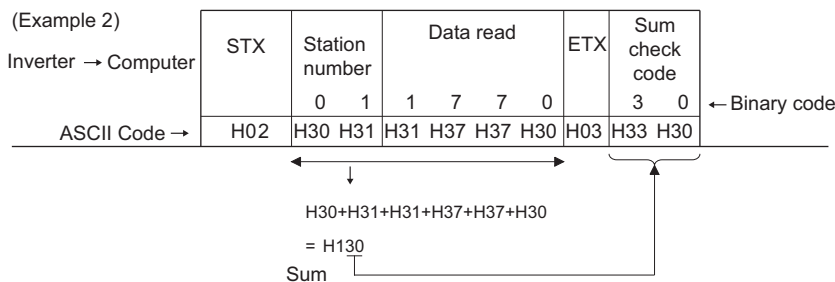 (Example 2)
Inverter → Computer
STX
Station
number
Data read
ETX
Sum
check
code
0 1 1 7 7 0 3 0
← Binary code
ASCII Code →
H02 H30 H31 H31 H37 H37 H30 H03 H33 H30
H30+H31+H31+H37+H37+H30
= H130
Sum